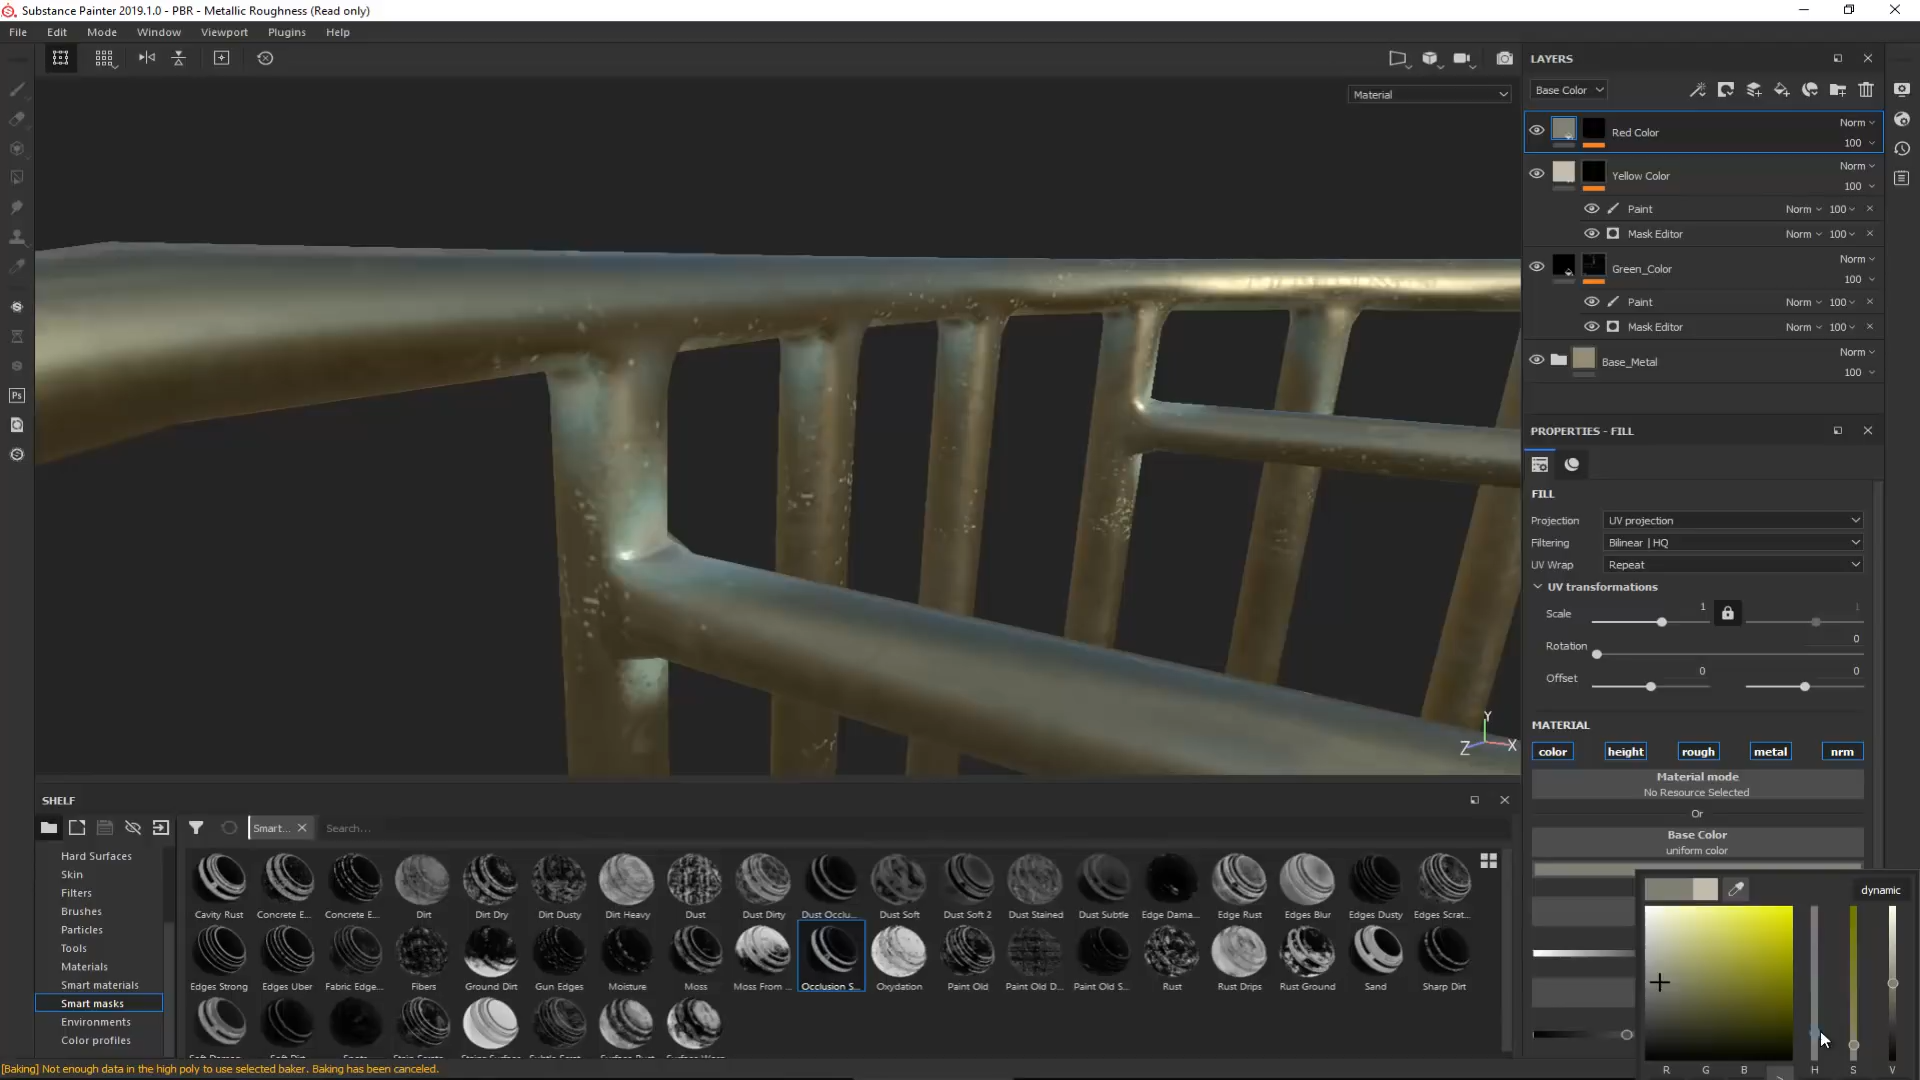 Substance Painter 2019.1.0 - PBR - Metallic Roughness (Read only)
File Edit Mode Window Viewport Plugins Help
Material
LAYERS
Base Color
Red Color Norm 100
Yellow Color Norm 100
Paint Norm 100
Mask Editor Norm 100
Green_Color Norm 100
Paint Norm 100
Mask Editor Norm 100
Base_Metal Norm 100
PROPERTIES - FILL
FILL
Projection UV projection
Filtering Bilinear | HQ
UV Wrap Repeat
UV transformations
Scale 1 1
Rotation 0
Offset 0 0
MATERIAL
color height rough metal nrm
Material mode
No Resource Selected
Or
Base Color
uniform color
dynamic
R G B H S V
Y
Z X
SHELF
Ps
Smart... Search...
Hard Surfaces
Skin
Filters
Brushes
Particles
Tools
Materials
Smart materials
Smart masks
Environments
Color profiles
Cavity Rust Concrete E... Concrete E... Dirt Dirt Dry Dirt Dusty Dirt Heavy Dust Dust Dirty Dust Occlu... Dust Soft Dust Soft 2 Dust Stained Dust Subtle Edge Dama... Edge Rust Edges Blur Edges Dusty Edges Scrat...
Edges Strong Edges Uber Fabric Edge... Fibers Ground Dirt Gun Edges Moisture Moss Moss From ... Occlusion S... Oxydation Paint Old Paint Old D... Paint Old S... Rust Rust Drips Rust Ground Sand Sharp Dirt
[Baking] Not enough data in the high poly to use selected baker. Baking has been canceled.